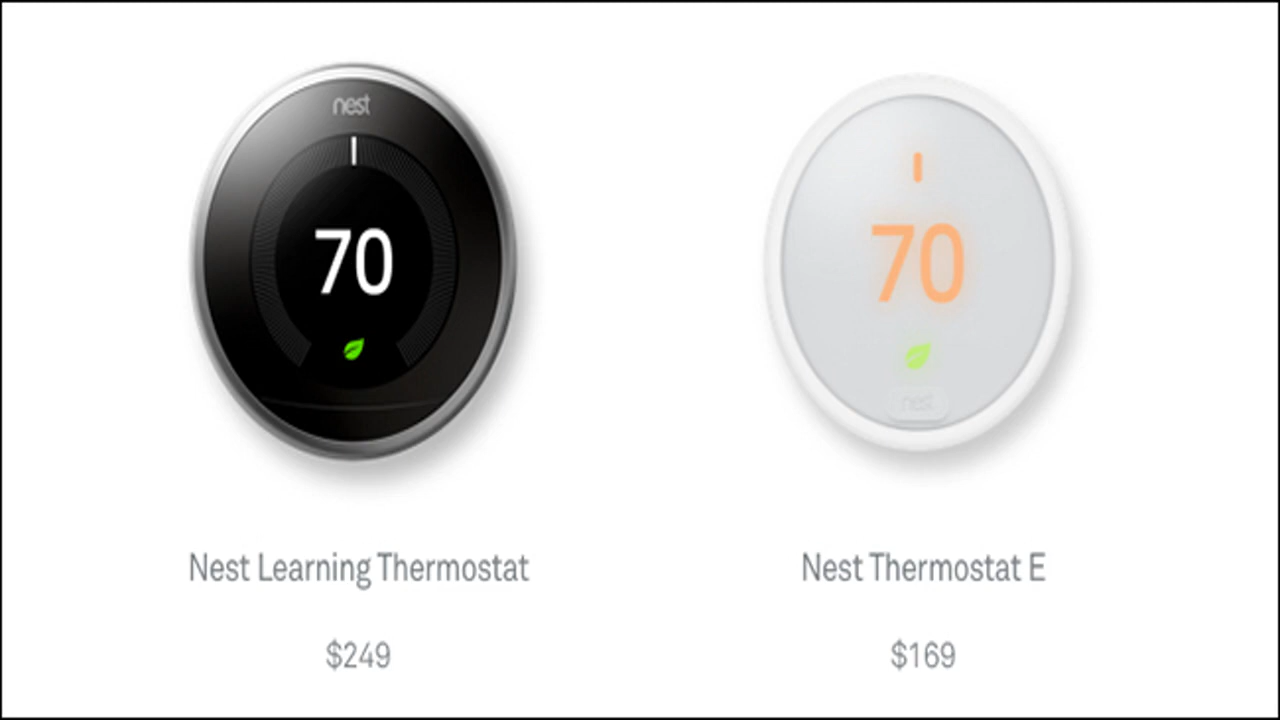 nest
70
70
nest
Nest Learning Thermostat
Nest Thermostat E
$249
$169